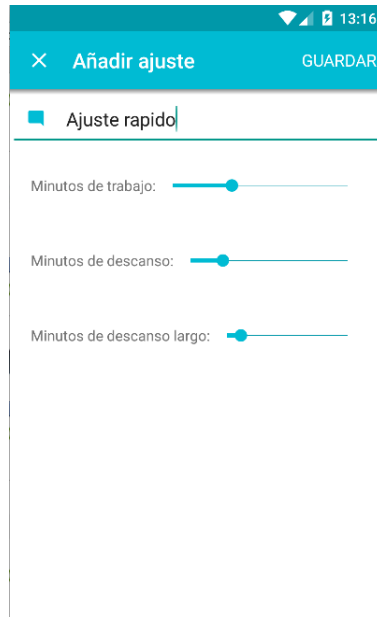 13:16
Añadir ajuste GUARDAR
Ajuste rapido
Minutos de trabajo:
Minutos de descanso:
Minutos de descanso largo: